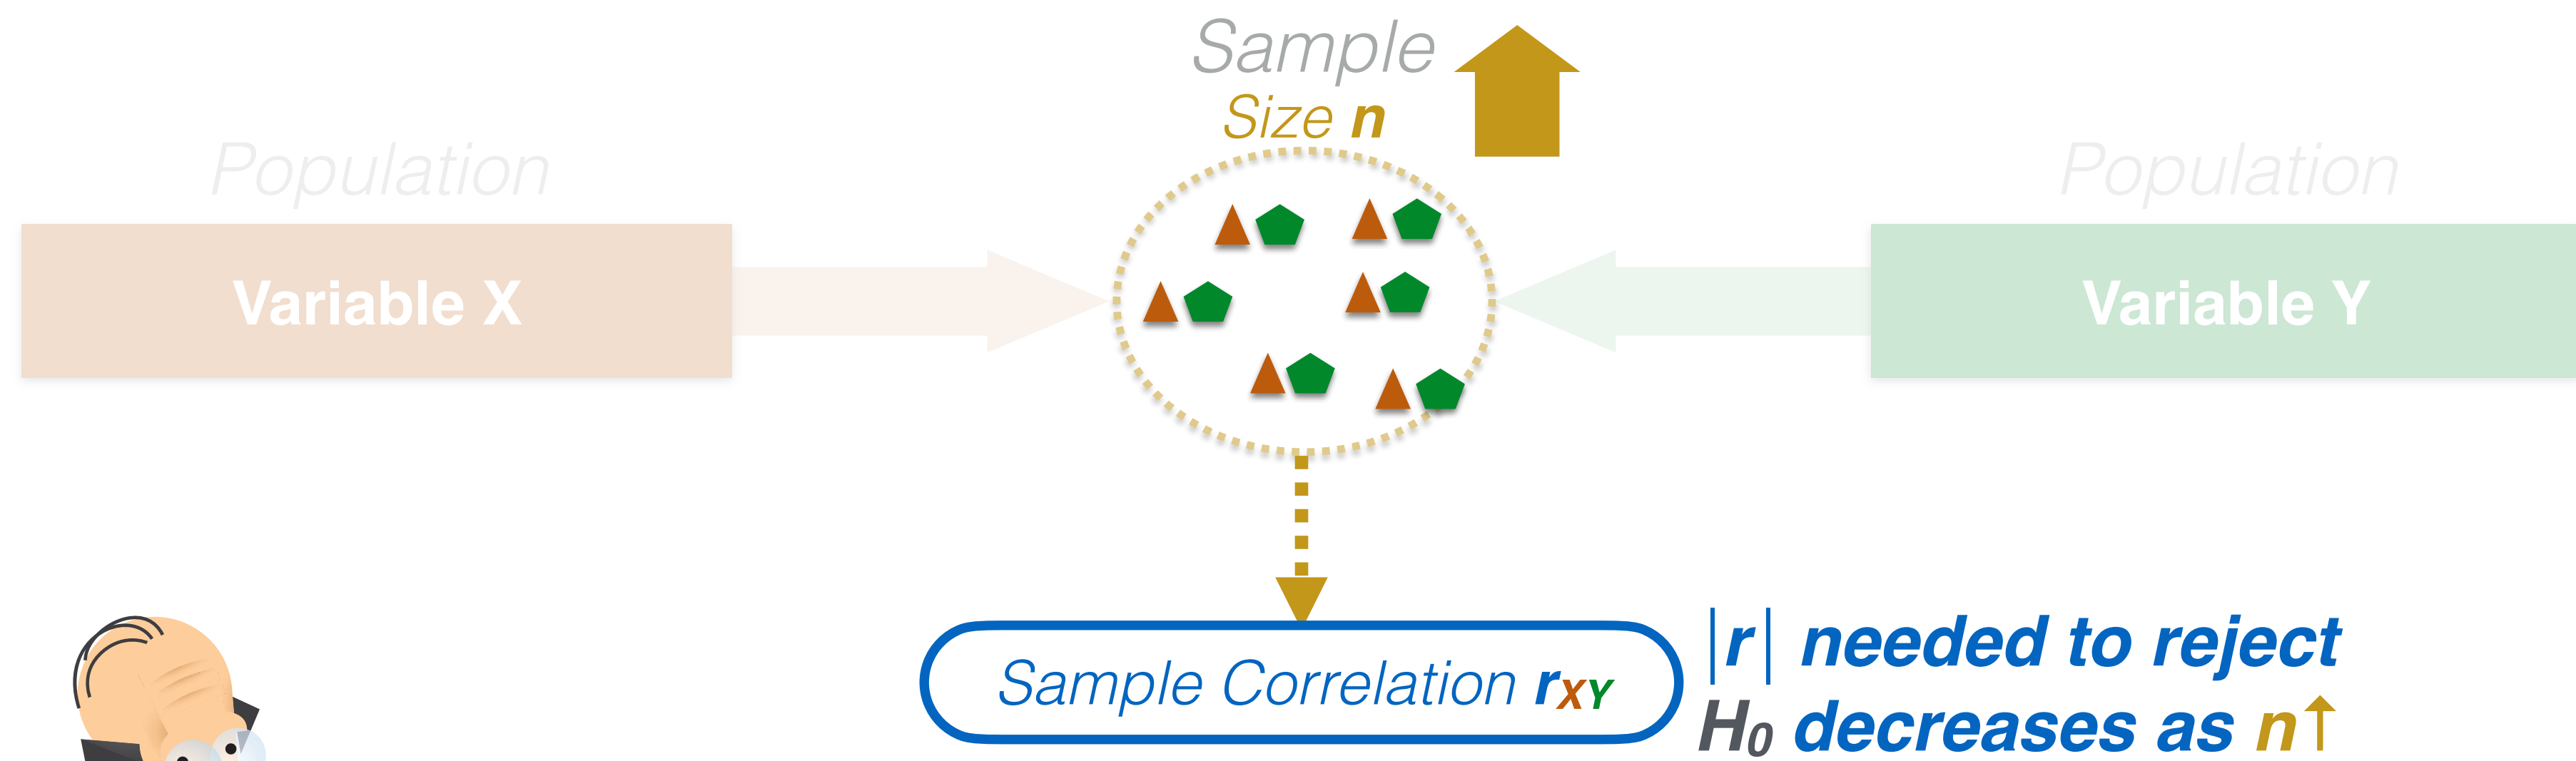 Sample
Size n
Population
Population
Variable X
Variable Y
Sample Correlation rXY
|r| needed to reject
H0 decreases as n↑